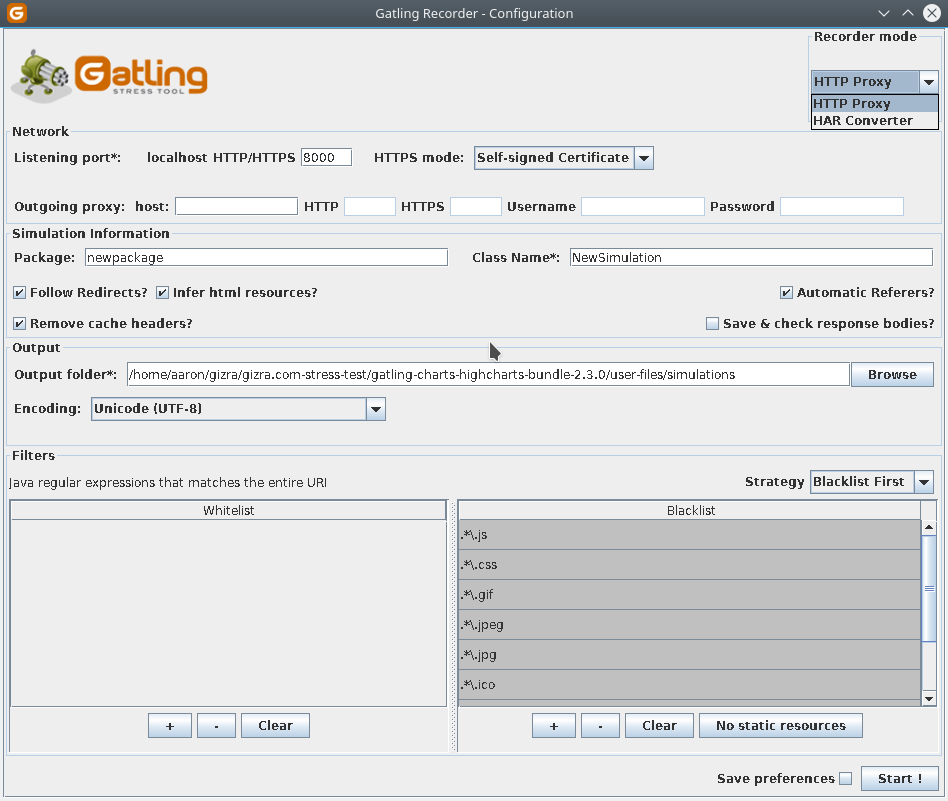 Gatling Recorder - Configuration
Gatling
STRESS TOOL
Recorder mode
HTTP Proxy
HTTP Proxy
HAR Converter
Network
Listening port*: localhost HTTP/HTTPS 8000 HTTPS mode: Self-signed Certificate
Outgoing proxy: host: HTTP HTTPS Username Password
Simulation Information
Package: newpackage Class Name*: NewSimulation
Follow Redirects? Infer html resources? Automatic Referers?
Remove cache headers? Save & check response bodies?
Output
Output folder*: /home/aaron/gizra/gizra.com-stress-test/gatling-charts-highcharts-bundle-2.3.0/user-files/simulations Browse
Encoding: Unicode (UTF-8)
Filters
Java regular expressions that matches the entire URI Strategy Blacklist First
Whitelist Blacklist
.*\.js
.*\.css
.*\.gif
.*\.jpeg
.*\.jpg
.*\.ico
+ - Clear + - Clear No static resources
Save preferences Start !